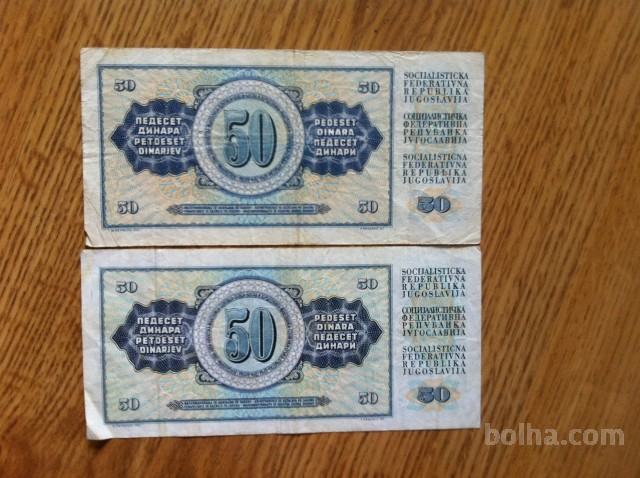 50 50
ПЕДЕСЕТ
ДИНАРА
PETDESET
DINARJEV
50
PEDESET
DINARA
ПЕДЕСЕТ
ДИНАРИ
SOCIJALISTIČKA
FEDERATIVNA
REPUBLIKA
JUGOSLAVIJA
СОЦИЈАЛИСТИЧКА
ФЕДЕРАТИВНА
РЕПУБЛИКА
ЈУГОСЛАВИЈА
SOCIALISTIČNA
FEDERATIVNA
REPUBLIKA
JUGOSLAVIJA
50 50 50
50 50
ПЕДЕСЕТ
ДИНАРА
PETDESET
DINARJEV
50
PEDESET
DINARA
ПЕДЕСЕТ
ДИНАРИ
SOCIJALISTIČKA
FEDERATIVNA
REPUBLIKA
JUGOSLAVIJA
СОЦИЈАЛИСТИЧКА
ФЕДЕРАТИВНА
РЕПУБЛИКА
ЈУГОСЛАВИЈА
SOCIALISTIČNA
FEDERATIVNA
REPUBLIKA
JUGOSLAVIJA
50 50 50
bolha.com